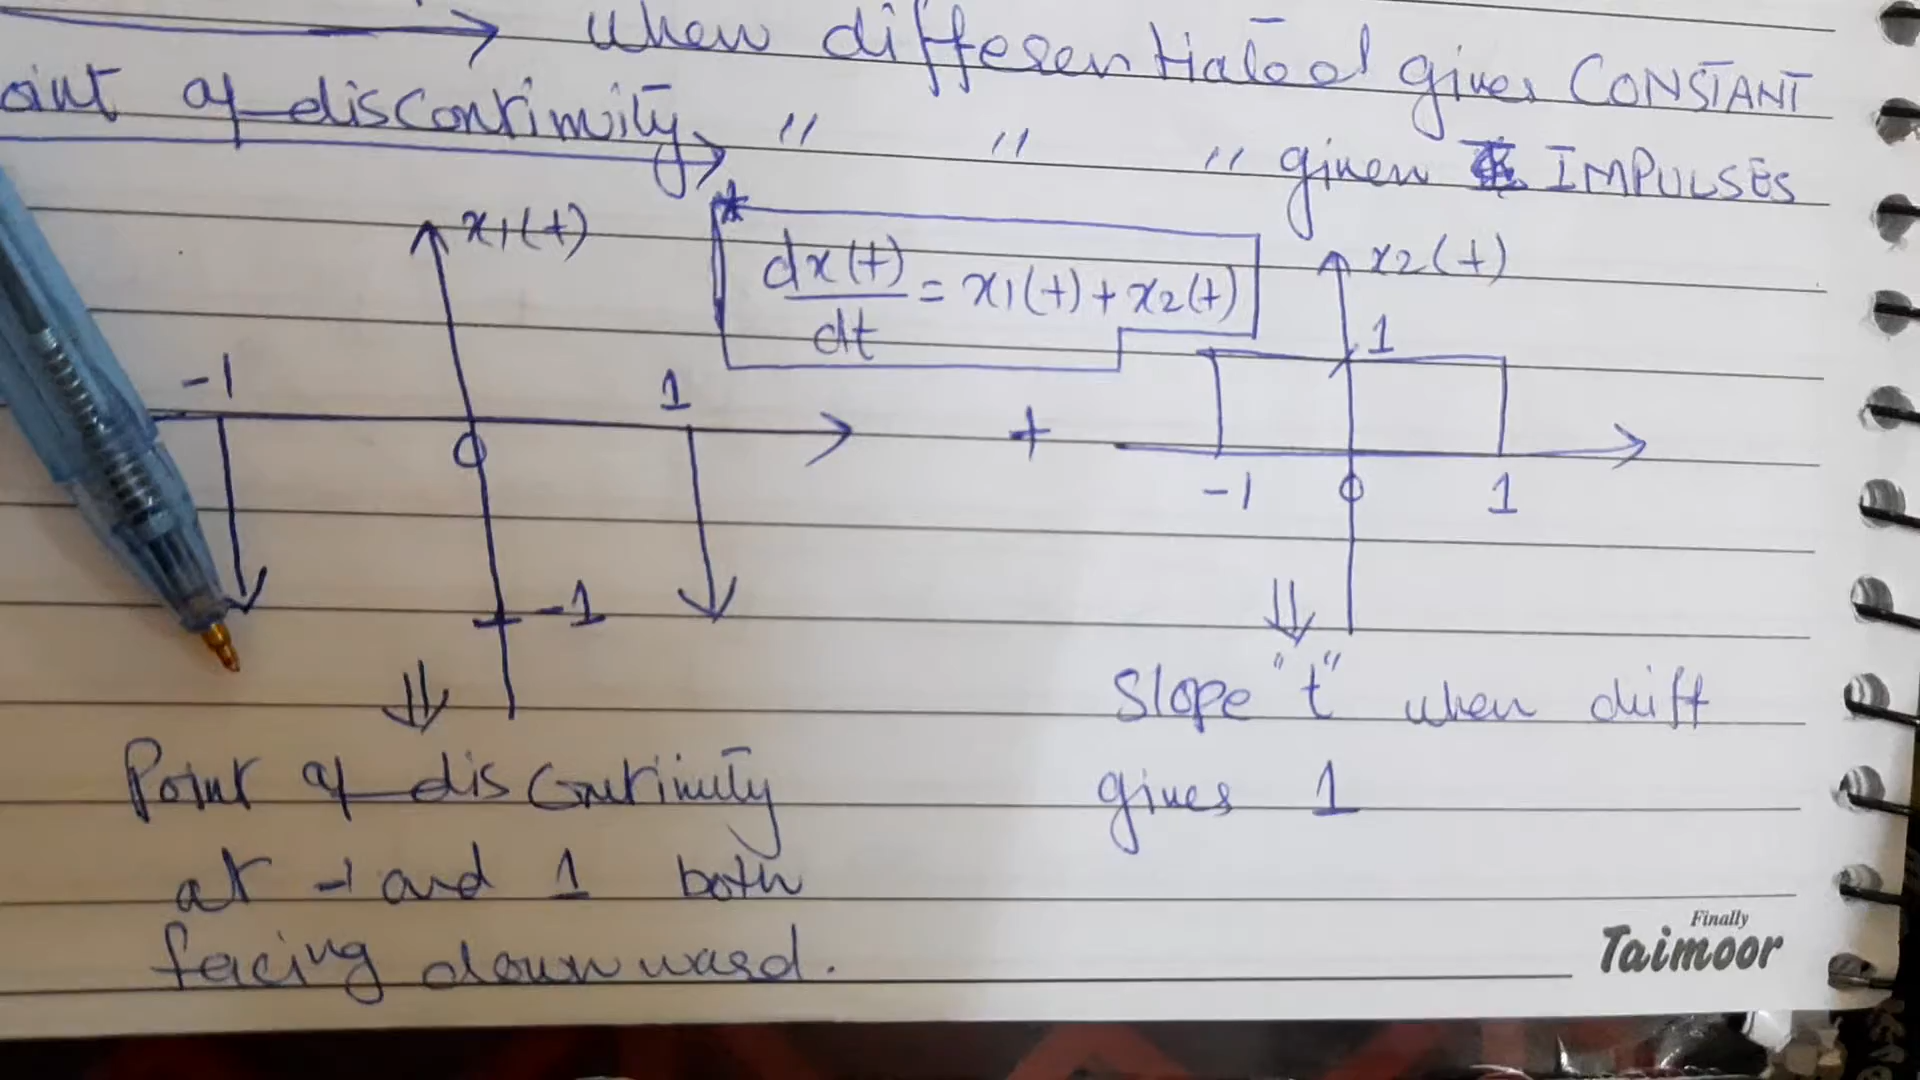 when differentiated gives CONSTANT
oint of discontinuity " " " given IMPULSES
x1(t)
dx(t)/dt = x1(t) + x2(t)
x2(t)
1
-1
1
+
0
-1
0
1
-1
Slope "t" when diff
gives 1
Point of discontinuity
at -1 and 1 both
facing downward.
Finally
Taimoor